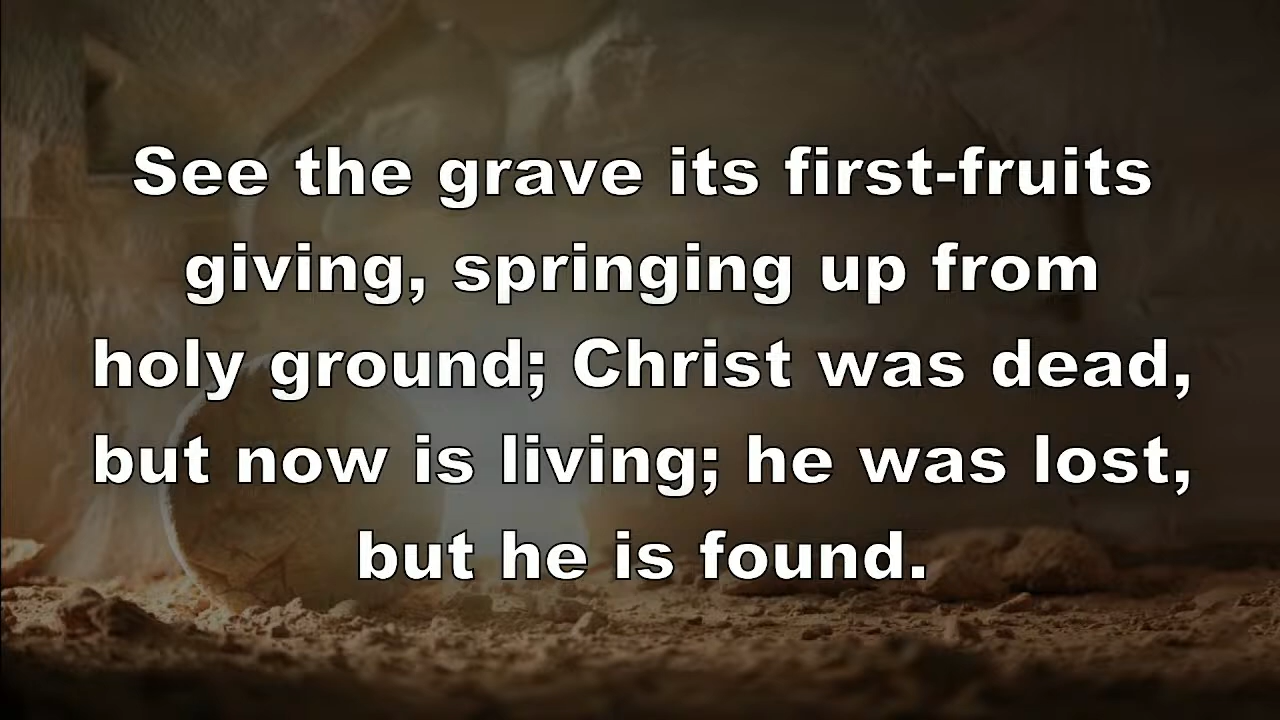 See the grave its first-fruits
giving, springing up from
holy ground; Christ was dead,
but now is living; he was lost,
but he is found.